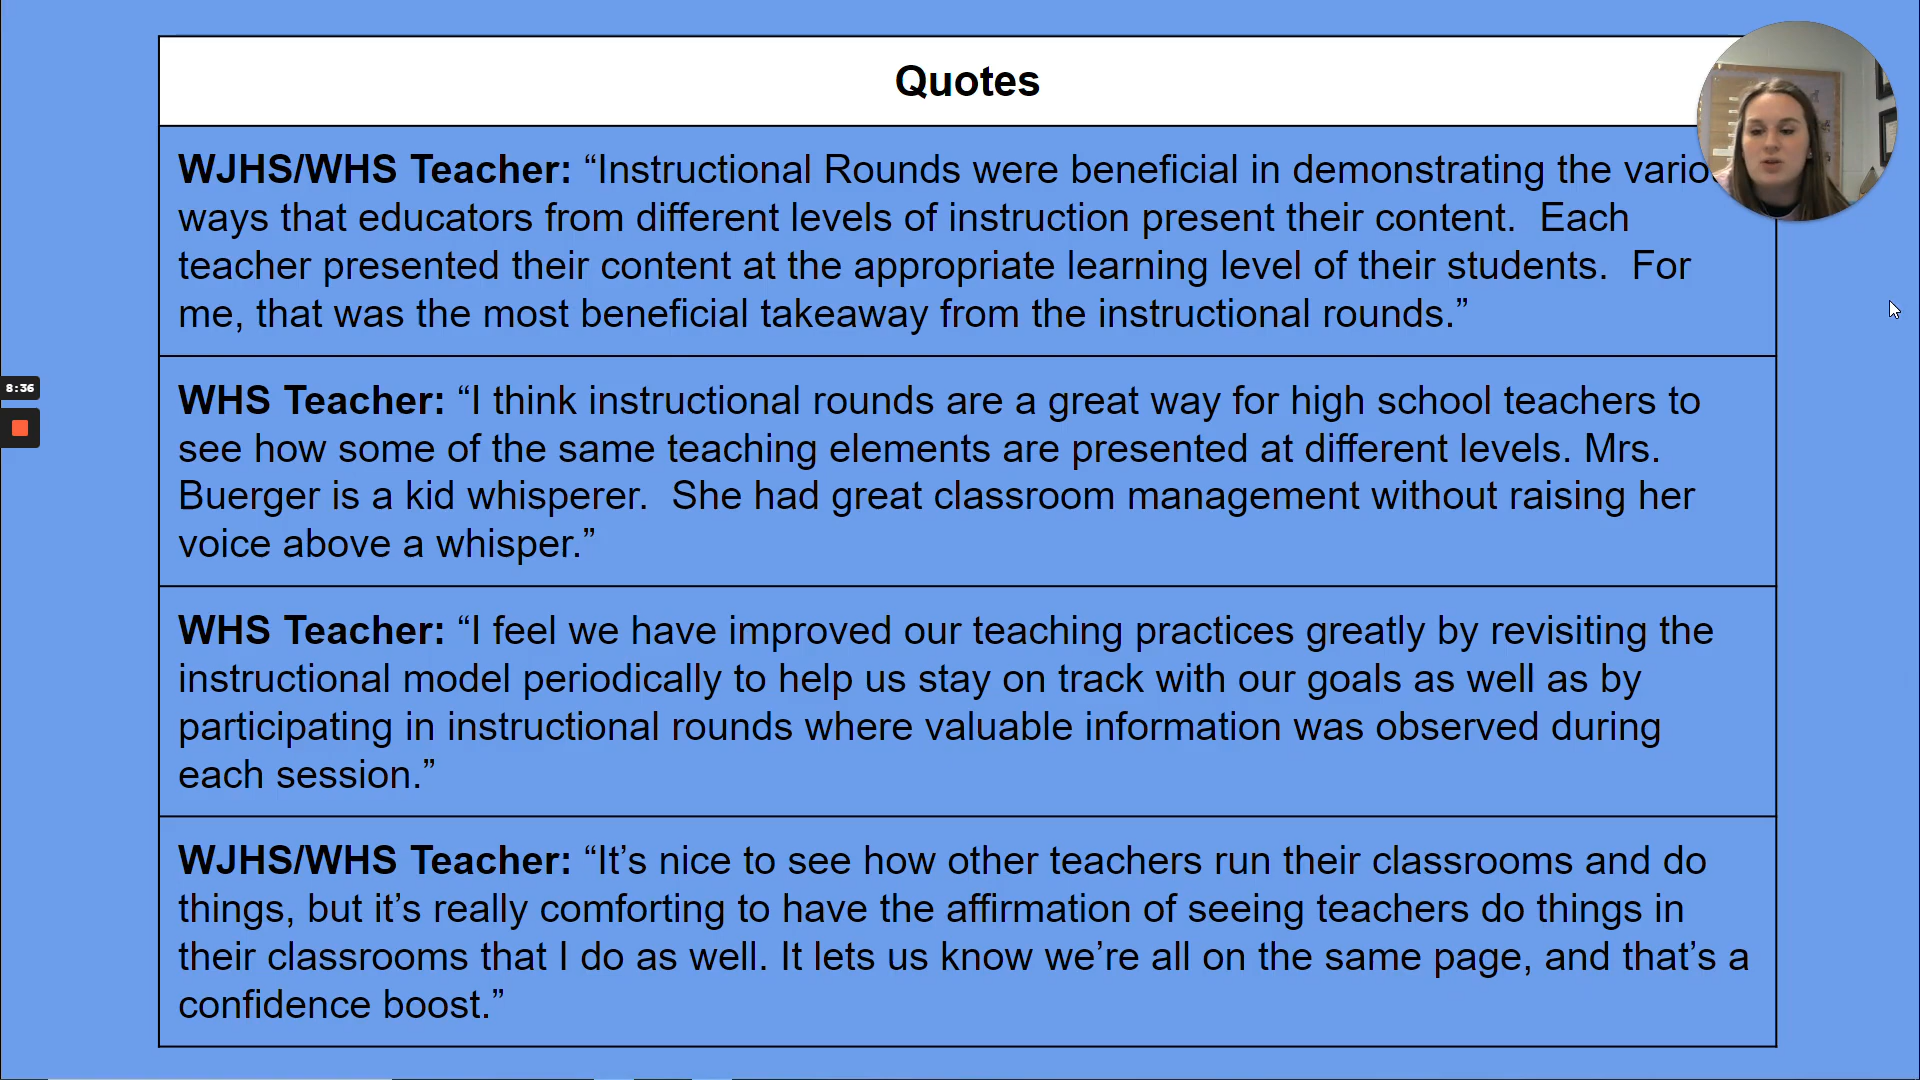 Quotes
WJHS/WHS Teacher: “Instructional Rounds were beneficial in demonstrating the
ways that educators from different levels of instruction present their content.  Each
teacher presented their content at the appropriate learning level of their students.  For
me, that was the most beneficial takeaway from the instructional rounds.”
WHS Teacher: “I think instructional rounds are a great way for high school teachers to
see how some of the same teaching elements are presented at different levels. Mrs.
Buerger is a kid whisperer.  She had great classroom management without raising her
voice above a whisper.”
8:36
WHS Teacher: “I feel we have improved our teaching practices greatly by revisiting the
instructional model periodically to help us stay on track with our goals as well as by
participating in instructional rounds where valuable information was observed during
each session.”
WJHS/WHS Teacher: “It’s nice to see how other teachers run their classrooms and do
things, but it’s really comforting to have the affirmation of seeing teachers do things in
their classrooms that I do as well. It lets us know we’re all on the same page, and that’s a
confidence boost.”